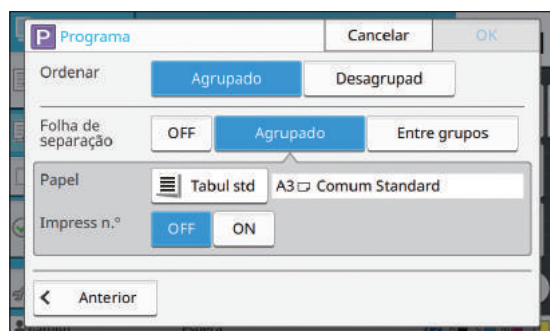 P Programa Cancelar OK
Ordenar Agrupado Desagrupad
Folha de
separação OFF Agrupado Entre grupos
Papel Tabul std A3 Comum Standard
Impress n.º OFF ON
Anterior